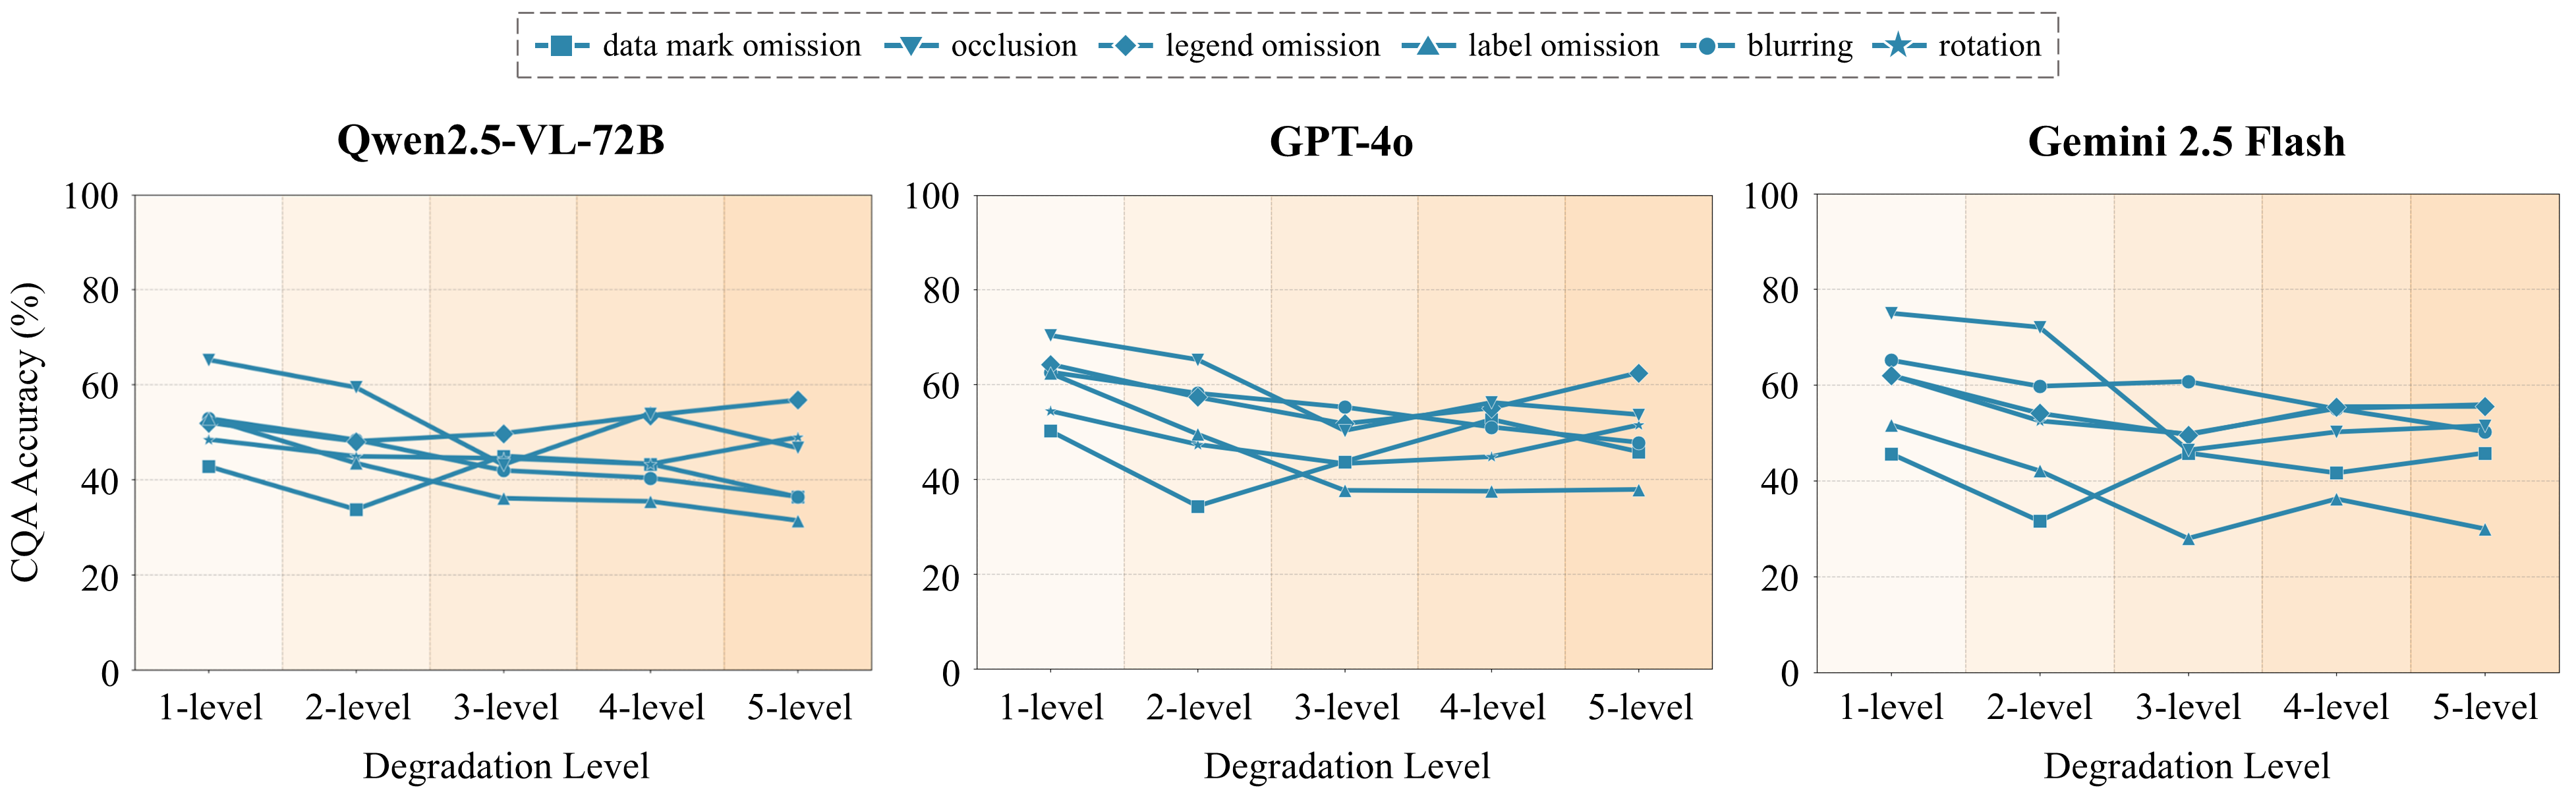 data mark omission occlusion legend omission label omission blurring rotation
Qwen2.5-VL-72B
CQA Accuracy (%)
100
80
60
40
20
0
1-level 2-level 3-level 4-level 5-level
Degradation Level
GPT-4o
100
80
60
40
20
0
1-level 2-level 3-level 4-level 5-level
Degradation Level
Gemini 2.5 Flash
100
80
60
40
20
0
1-level 2-level 3-level 4-level 5-level
Degradation Level